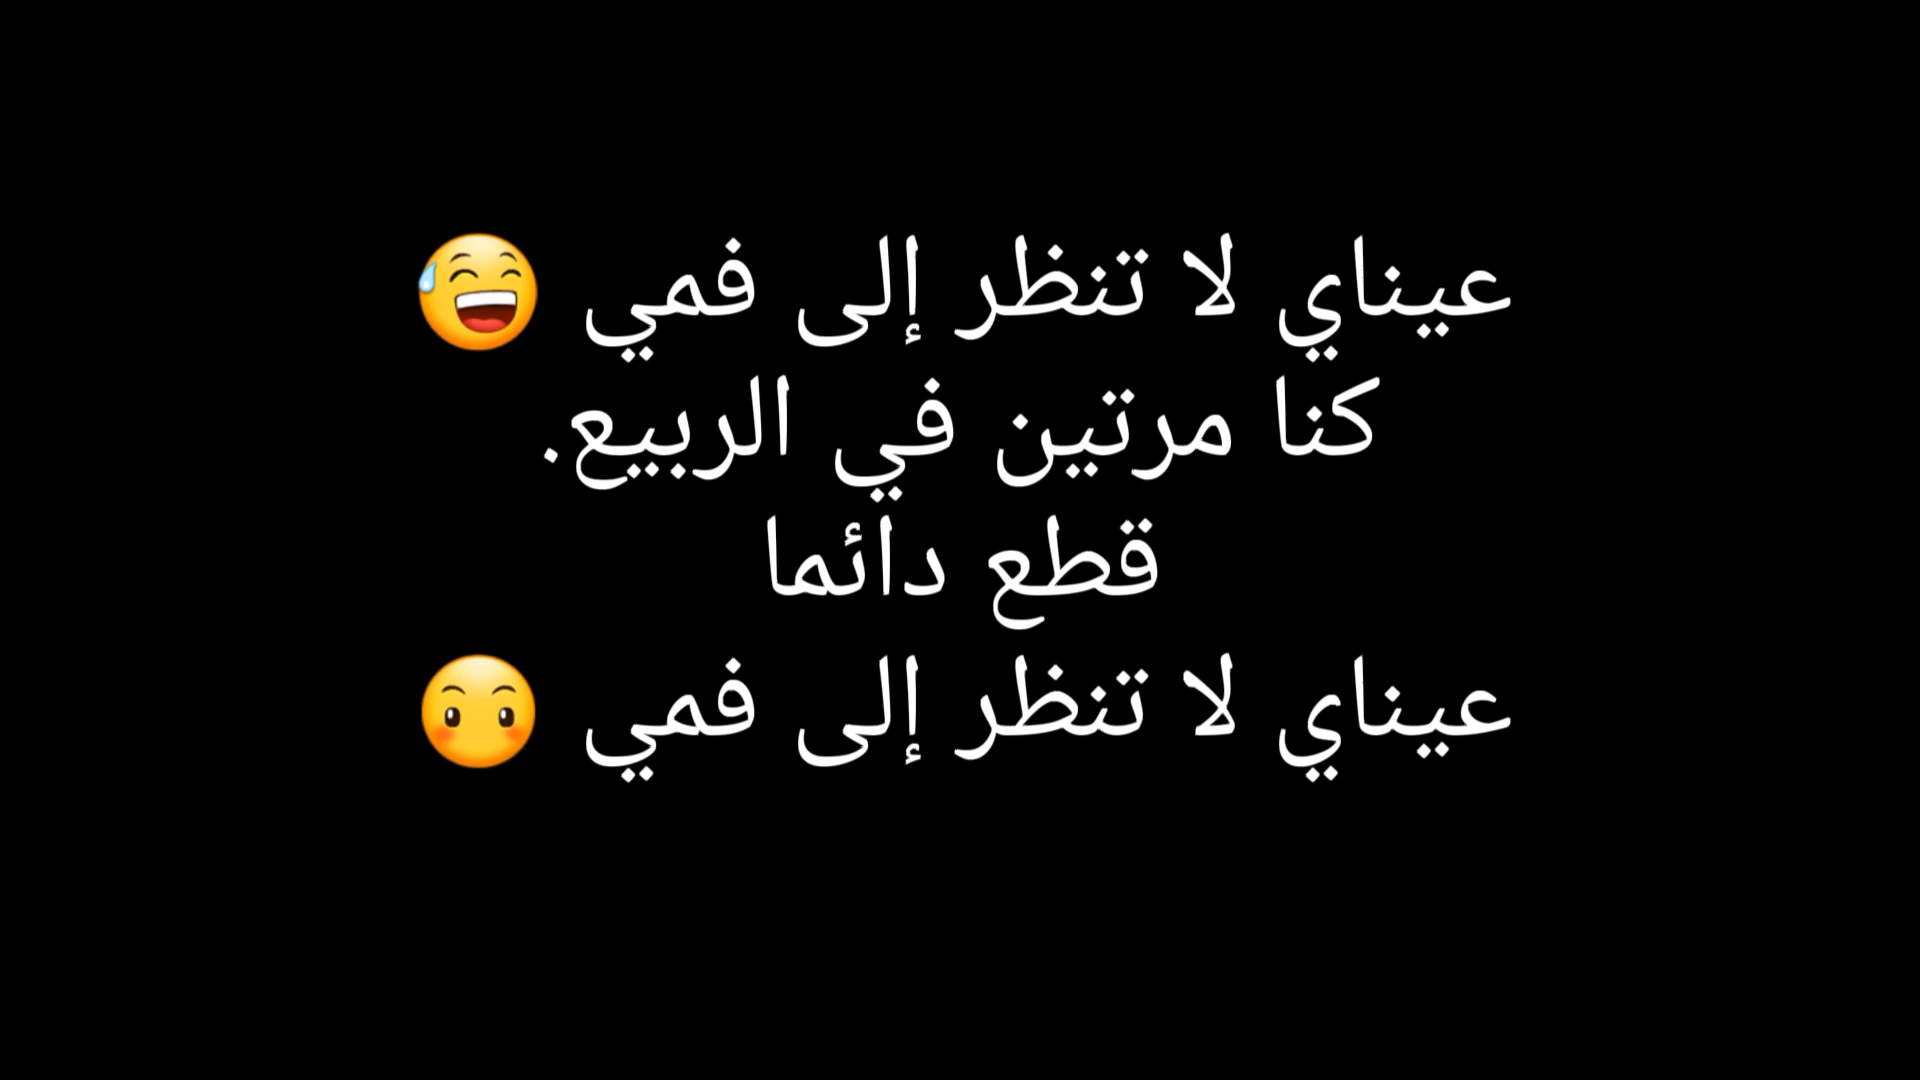 عيناي لا تنظر إلى فمي 😅
كنا مرتين في الربيع.
قطع دائما
عيناي لا تنظر إلى فمي 😶